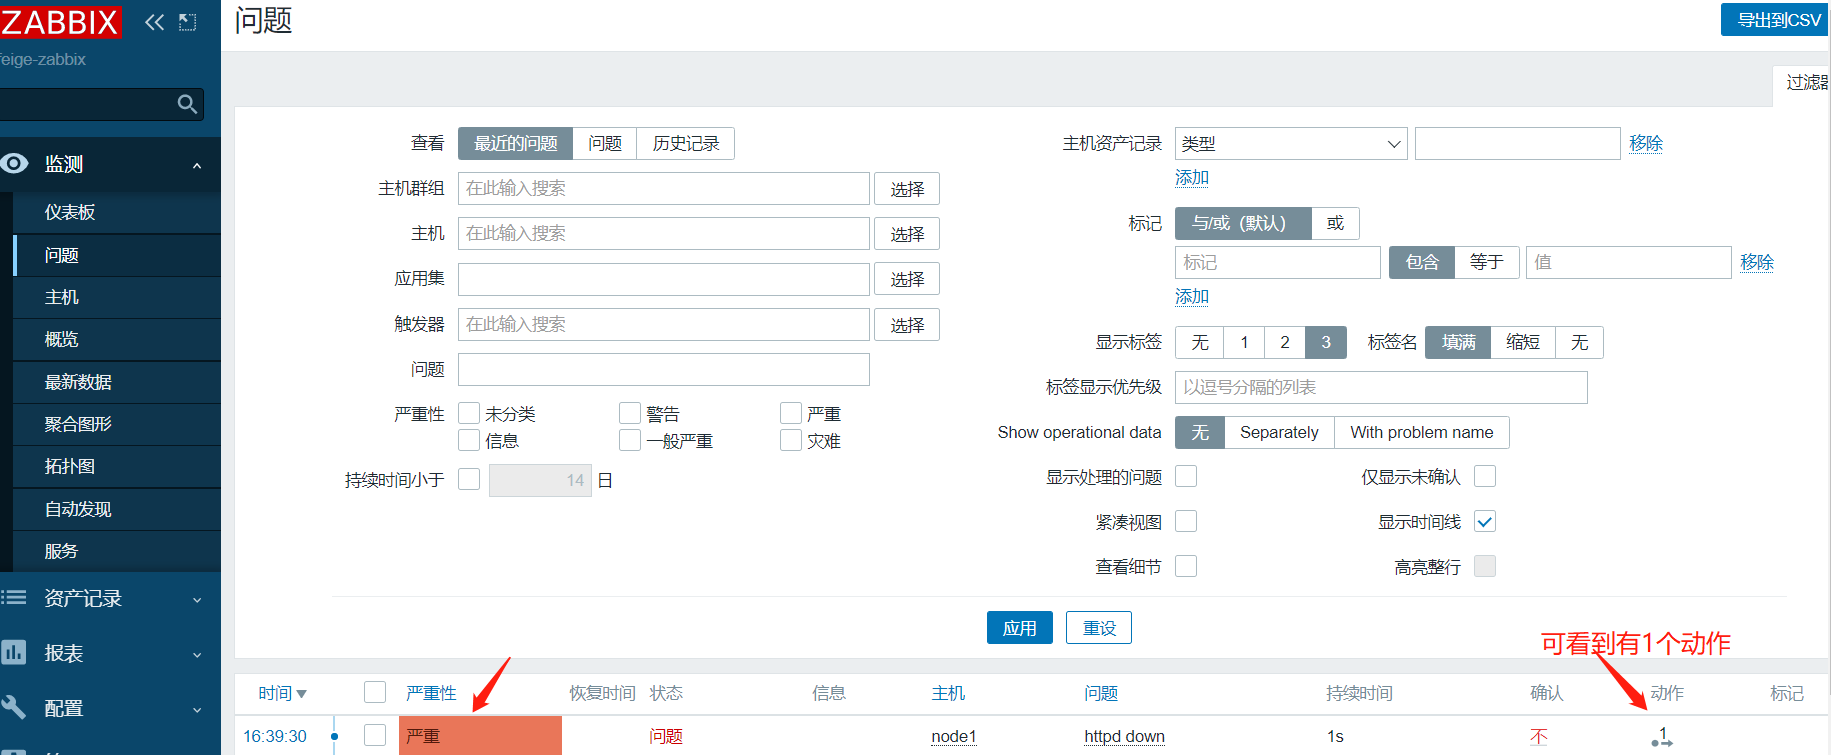 ZABBIX
问题
导出到CSV
feige-zabbix
过滤器
监测
仪表板
问题
主机
概览
最新数据
聚合图形
拓扑图
自动发现
服务
资产记录
报表
配置
查看 最近的问题 问题 历史记录
主机群组 在此输入搜索 选择
主机 在此输入搜索 选择
应用集 选择
触发器 在此输入搜索 选择
问题
严重性 未分类 警告 严重
信息 一般严重 灾难
持续时间小于 14 日
主机资产记录 类型 移除
添加
标记 与/或（默认） 或
标记 包含 等于 值 移除
添加
显示标签 无 1 2 3 标签名 填满 缩短 无
标签显示优先级 以逗号分隔的列表
Show operational data 无 Separately With problem name
显示处理的问题 仅显示未确认
紧凑视图 显示时间线
查看细节 高亮整行
应用 重设
可看到有1个动作
时间 严重性 恢复时间 状态 信息 主机 问题 持续时间 确认 动作 标记
16:39:30 严重 问题 node1 httpd down 1s 不 1